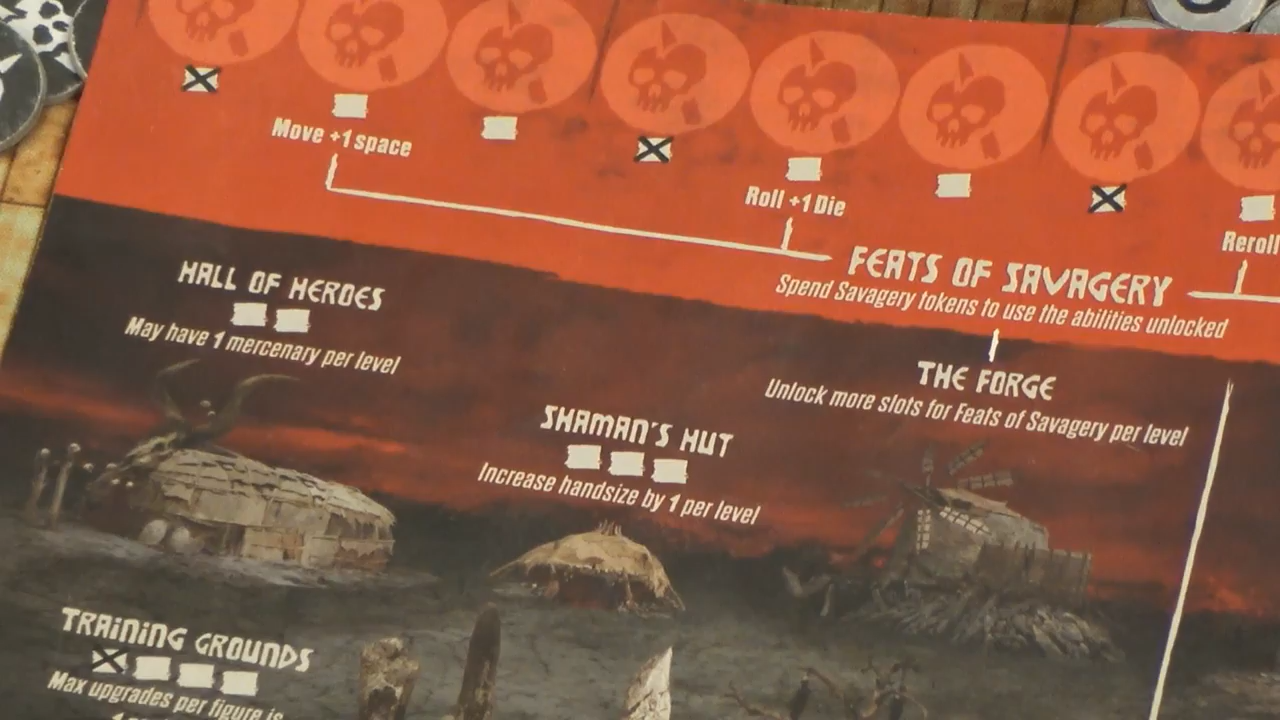 Move +1 space
Roll +1 Die
Reroll
FEATS OF SAVAGERY
Spend Savagery tokens to use the abilities unlocked
HALL OF HEROES
May have 1 mercenary per level
THE FORGE
Unlock more slots for Feats of Savagery per level
SHAMAN'S HUT
Increase handsize by 1 per level
TRAINING GROUNDS
Max upgrades per figure is